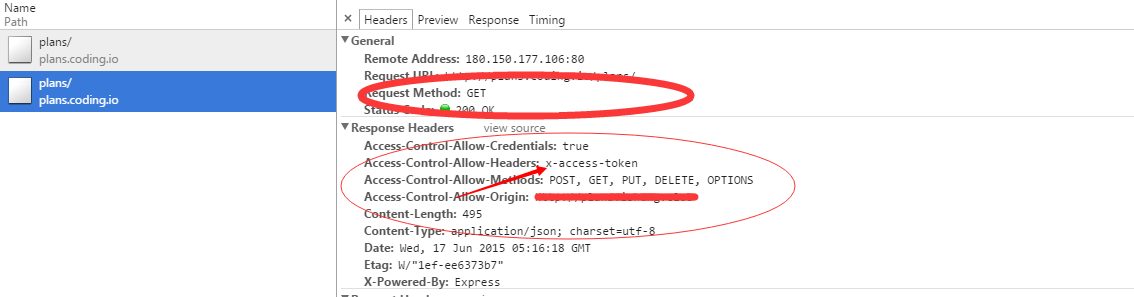 Name
Path
plans/
plans.coding.io
plans/
plans.coding.io
× Headers Preview Response Timing
General
Remote Address: 180.150.177.106:80
Request URL:
Request Method: GET
Status Code: 200 OK
Response Headers view source
Access-Control-Allow-Credentials: true
Access-Control-Allow-Headers: x-access-token
Access-Control-Allow-Methods: POST, GET, PUT, DELETE, OPTIONS
Access-Control-Allow-Origin:
Content-Length: 495
Content-Type: application/json; charset=utf-8
Date: Wed, 17 Jun 2015 05:16:18 GMT
Etag: W/"1ef-ee6373b7"
X-Powered-By: Express